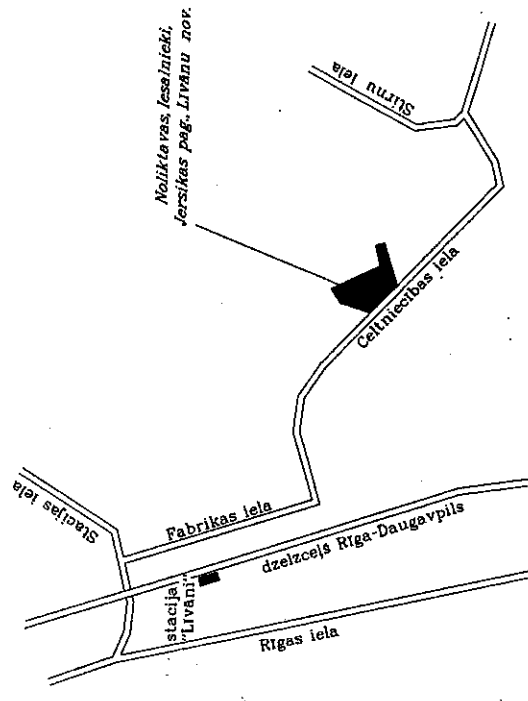 Noliktavas, Iesalnieki,
Jersikas pag., Līvānu nov.
Stirnu iela
Celtniecības iela
Stacijas iela
Fabrikas iela
dzelzceļš Rīga-Daugavpils
stacija
"Līvāni"
Rīgas iela